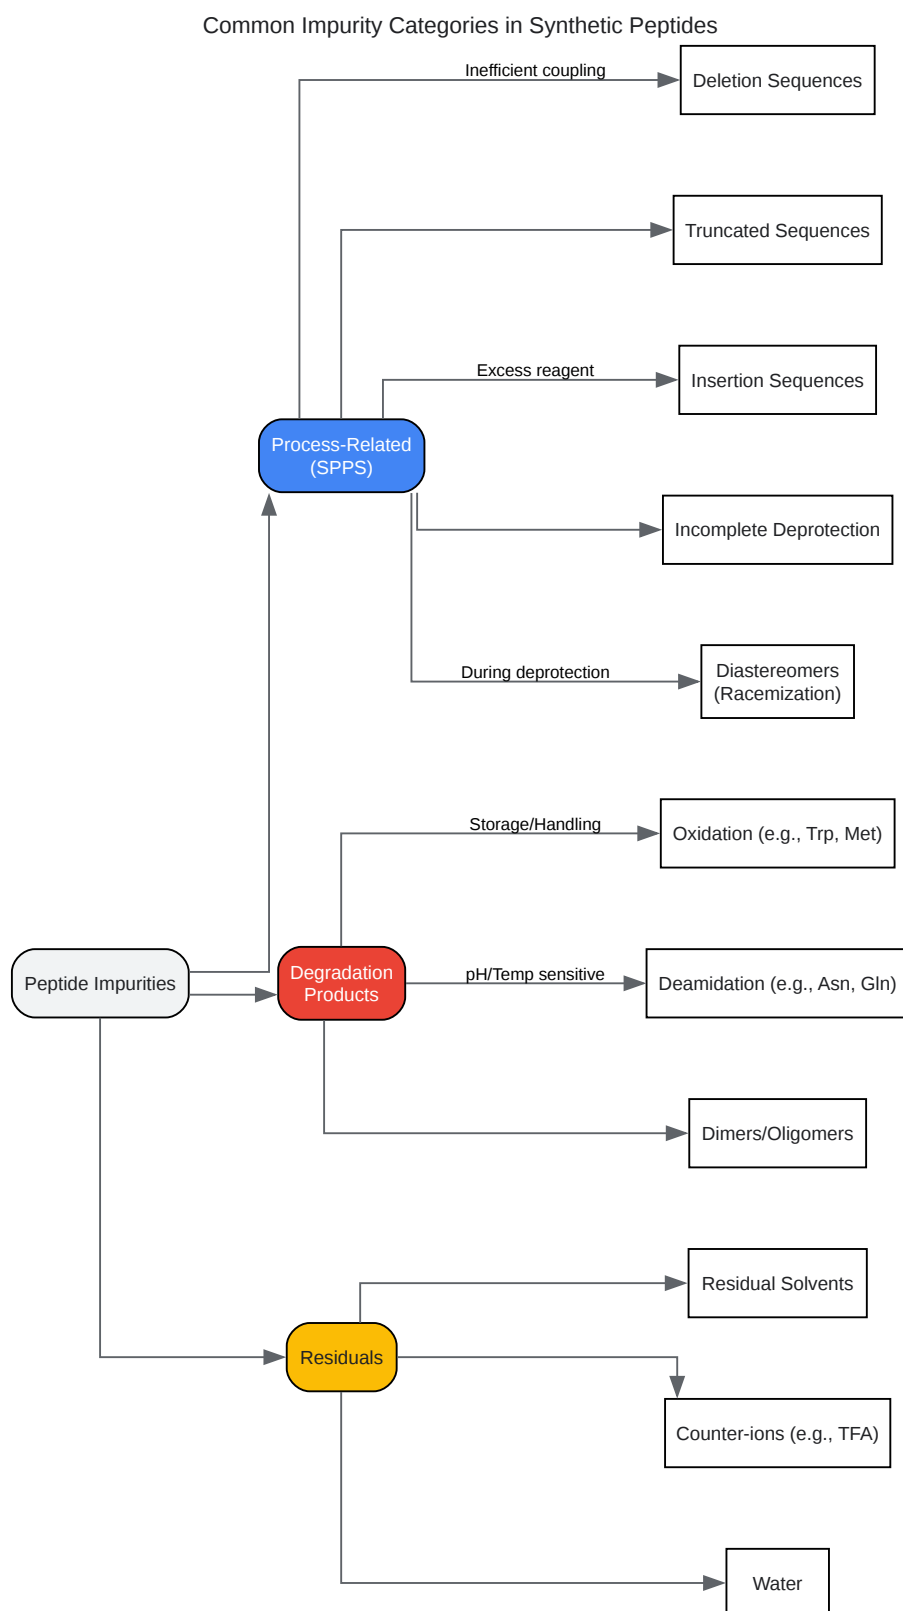 Common Impurity Categories in Synthetic Peptides
Inefficient coupling
Deletion Sequences
Truncated Sequences
Excess reagent
Insertion Sequences
Process-Related
(SPPS)
Incomplete Deprotection
During deprotection
Diastereomers
(Racemization)
Storage/Handling
Oxidation (e.g., Trp, Met)
Peptide Impurities
Degradation
Products
pH/Temp sensitive
Deamidation (e.g., Asn, Gln)
Dimers/Oligomers
Residual Solvents
Residuals
Counter-ions (e.g., TFA)
Water